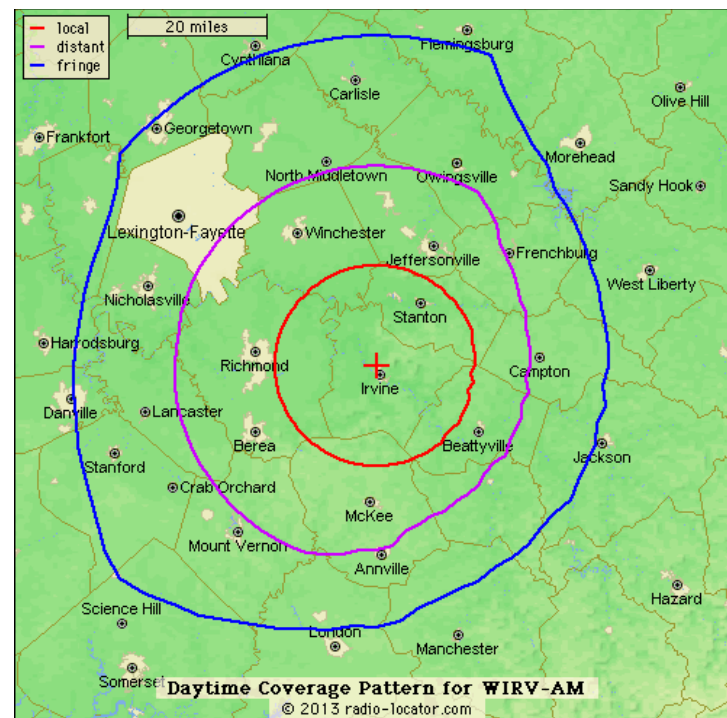 local
distant
fringe
20 miles
Flemingsburg
Cynthiana
Carlisle
Olive Hill
Georgetown
Frankfort
Morehead
North Middletown
Owingsville
Sandy Hook
Lexington-Fayette
Winchester
Jeffersonville
Frenchburg
West Liberty
Nicholasville
Stanton
Harrodsburg
Richmond
Campton
Irvine
Danville
Lancaster
Berea
Beattyville
Jackson
Stanford
Crab Orchard
McKee
Mount Vernon
Annville
Hazard
Science Hill
London
Manchester
Somerset
Daytime Coverage Pattern for WIRV-AM
© 2013 radio-locator.com